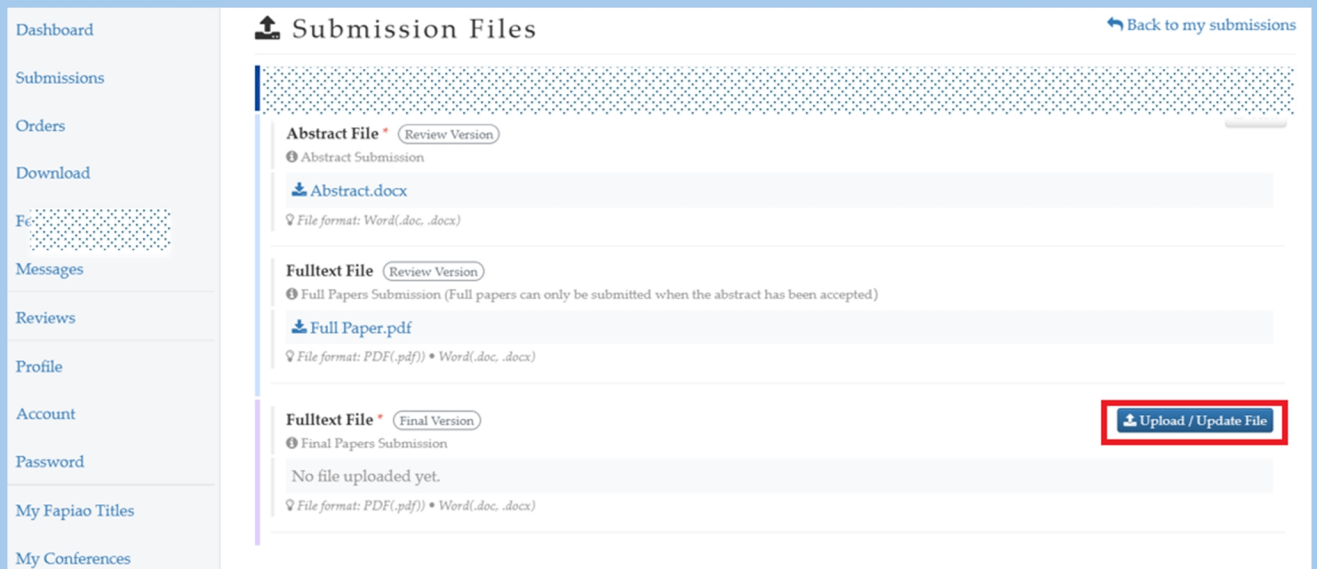 Dashboard
Submissions
Orders
Download
Messages
Reviews
Profile
Account
Password
My Fapiao Titles
My Conferences
Submission Files
Back to my submissions
Abstract File * Review Version
Abstract Submission
Abstract.docx
File format: Word(.doc, .docx)
Fulltext File Review Version
Full Papers Submission (Full papers can only be submitted when the abstract has been accepted)
Full Paper.pdf
File format: PDF(.pdf)) • Word(.doc, .docx)
Fulltext File * Final Version
Upload / Update File
Final Papers Submission
No file uploaded yet.
File format: PDF(.pdf)) • Word(.doc, .docx)